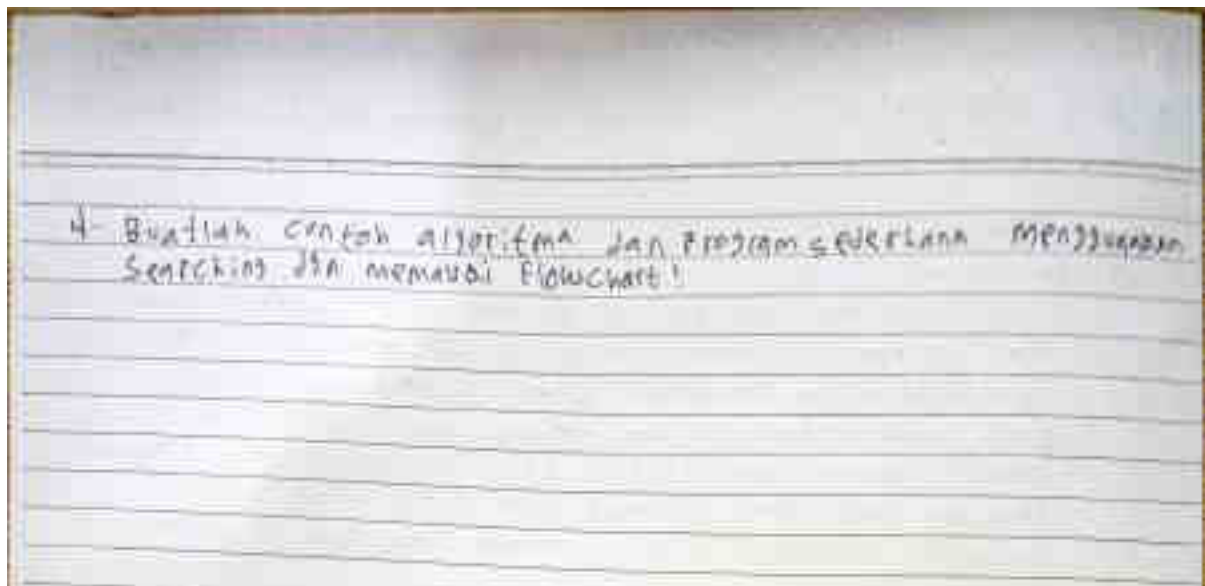 4- Buatlah contoh algoritma dan Program sederhana menggunakan
Searching dan memakai flowchart!